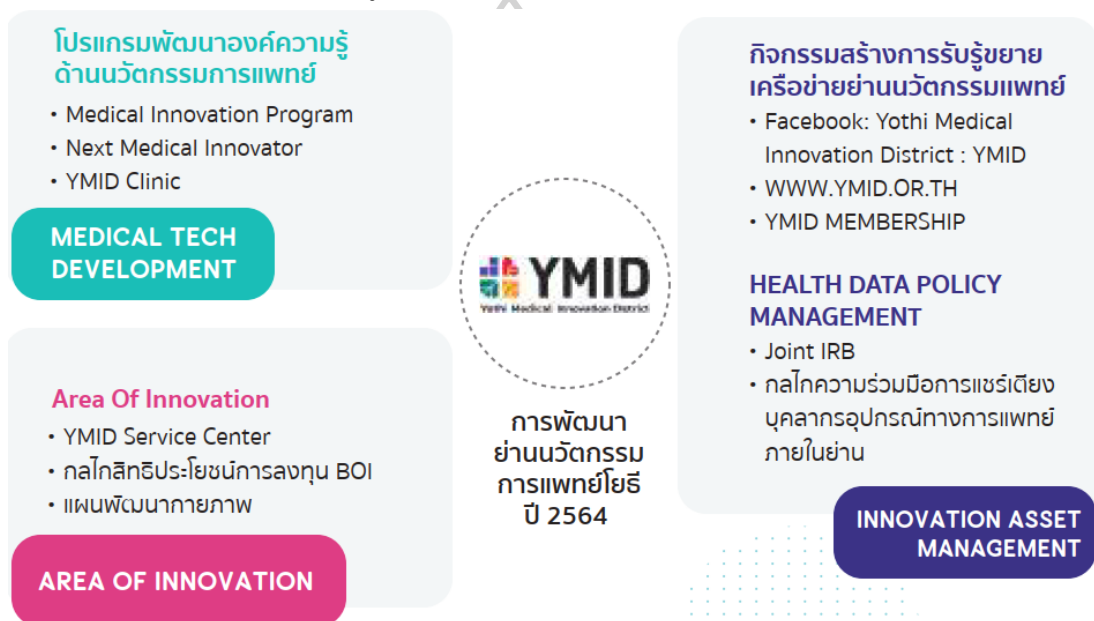 โปรแกรมพัฒนาองค์ความรู้
ด้านนวัตกรรมการแพทย์
• Medical Innovation Program
• Next Medical Innovator
• YMID Clinic
MEDICAL TECH
DEVELOPMENT
Area Of Innovation
• YMID Service Center
• กลไกสิทธิประโยชน์การลงทุน BOI
• แผนพัฒนากายภาพ
AREA OF INNOVATION
YMID
Yothi Medical Innovation District
การพัฒนา
ย่านนวัตกรรม
การแพทย์โยธี
ปี 2564
กิจกรรมสร้างการรับรู้ขยาย
เครือข่ายย่านนวัตกรรมแพทย์
• Facebook: Yothi Medical
Innovation District : YMID
• WWW.YMID.OR.TH
• YMID MEMBERSHIP
HEALTH DATA POLICY
MANAGEMENT
• Joint IRB
• กลไกความร่วมมือการแชร์เตียง
บุคลากรอุปกรณ์ทางการแพทย์
ภายในย่าน
INNOVATION ASSET
MANAGEMENT